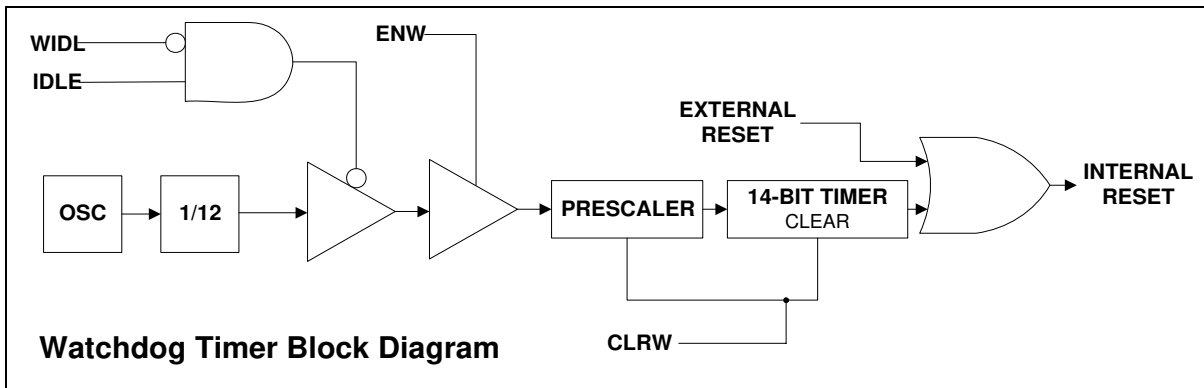 WIDL
IDLE
ENW
EXTERNAL
RESET
OSC
1/12
PRESCALER
14-BIT TIMER
CLEAR
INTERNAL
RESET
CLRW
Watchdog Timer Block Diagram